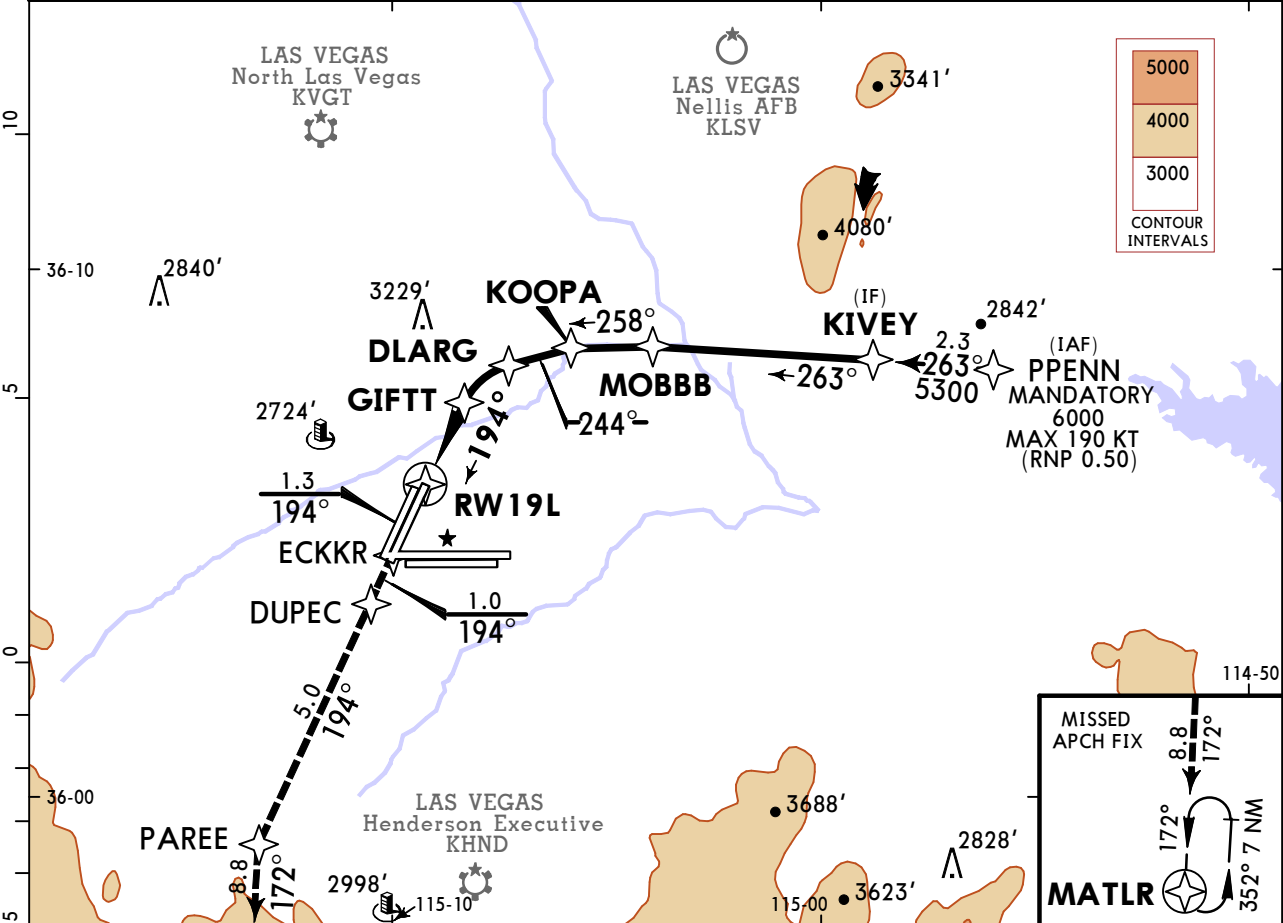 LAS VEGAS
North Las Vegas
KVGT
LAS VEGAS
Nellis AFB
KLSV
3341'
5000
4000
3000
CONTOUR
INTERVALS
10
4080'
36-10
2840'
3229'
KOOPA
258°
(IF)
KIVEY
2842'
2.3
263°
5300
(IAF)
PPENN
MANDATORY
6000
MAX 190 KT
(RNP 0.50)
DLARG
MOBBB
263°
5
GIFTT
194°
244°
2724'
1.3
194°
RW19L
ECKKR
DUPEC
1.0
194°
0
5.0
194°
114-50
MISSED
APCH FIX
8.8
172°
36-00
LAS VEGAS
Henderson Executive
KHND
3688'
PAREE
8.8
172°
2998'
115-10
115-00
3623'
2828'
172°
352° 7 NM
MATLR
5